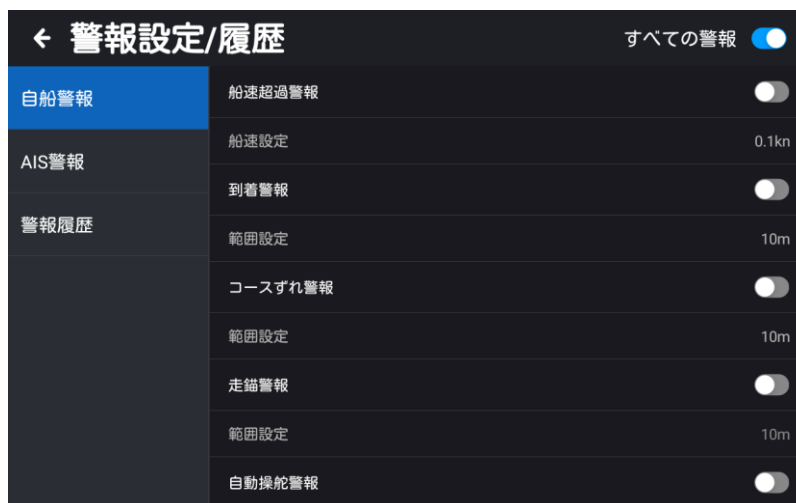 警報設定/履歴
すべての警報
自船警報
AIS警報
警報履歴
船速超過警報
船速設定 0.1kn
到着警報
範囲設定 10m
コースずれ警報
範囲設定 10m
走錨警報
範囲設定 10m
自動操舵警報